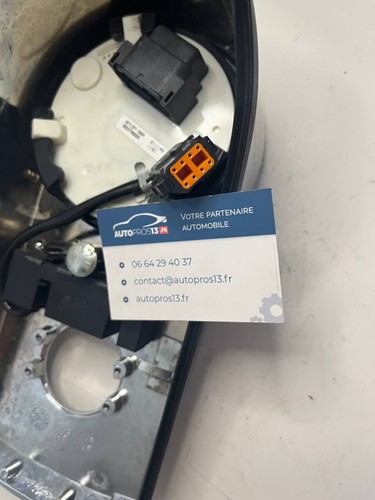 AUTOPROS13.FR
VOTRE PARTENAIRE
AUTOMOBILE
06 64 29 40 37
contact@autopros13.fr
autopros13.fr